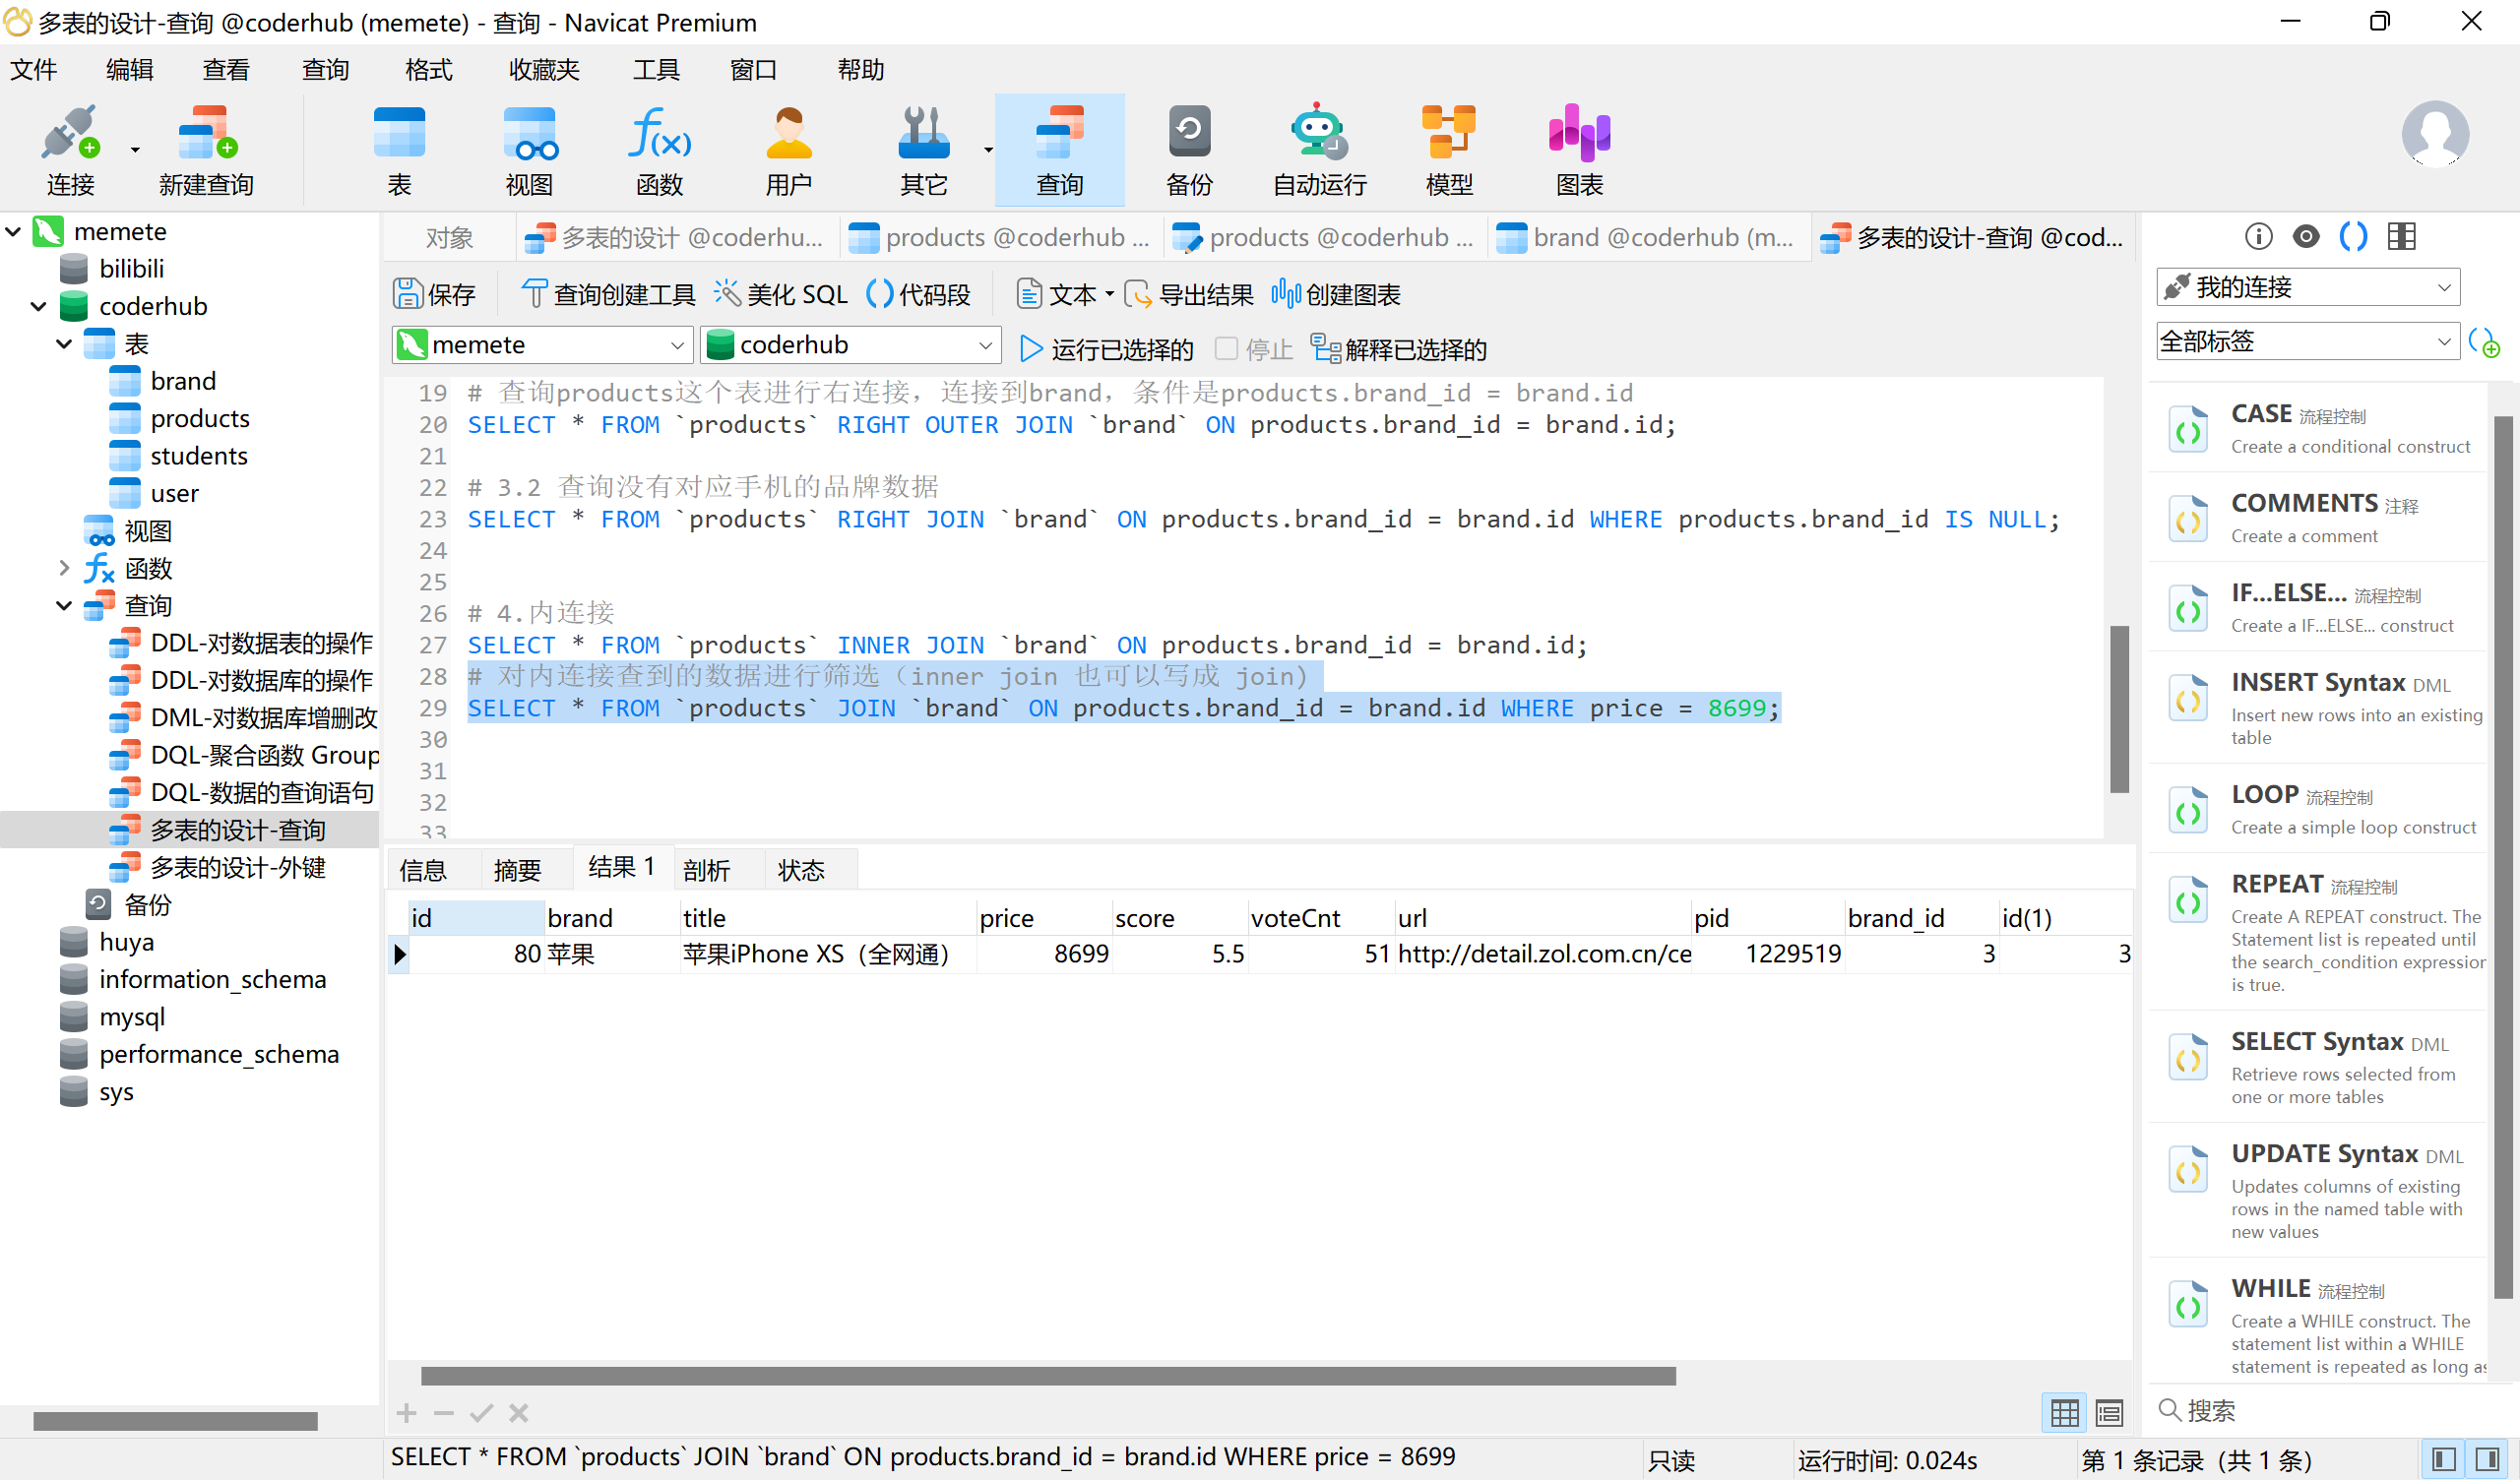 多表的设计-查询 @coderhub (memete) - 查询 - Navicat Premium
文件 编辑 查看 查询 格式 收藏夹 工具 窗口 帮助
连接 新建查询 表 视图 函数 用户 其它 查询 备份 自动运行 模型 图表
memete
bilibili
coderhub
表
brand
products
students
user
视图
函数
查询
DDL-对数据表的操作
DDL-对数据库的操作
DML-对数据库增删改
DQL-聚合函数 Group
DQL-数据的查询语句
多表的设计-查询
多表的设计-外键
备份
huya
information_schema
mysql
performance_schema
sys
对象 多表的设计 @coderhu... products @coderhub ... products @coderhub ... brand @coderhub (m... 多表的设计-查询 @cod...
保存 查询创建工具 美化 SQL 代码段 文本 导出结果 创建图表
memete coderhub 运行已选择的 停止 解释已选择的
19 # 查询products这个表进行右连接，连接到brand，条件是products.brand_id = brand.id
20 SELECT * FROM `products` RIGHT OUTER JOIN `brand` ON products.brand_id = brand.id;
21
22 # 3.2 查询没有对应手机的品牌数据
23 SELECT * FROM `products` RIGHT JOIN `brand` ON products.brand_id = brand.id WHERE products.brand_id IS NULL;
24
25
26 # 4.内连接
27 SELECT * FROM `products` INNER JOIN `brand` ON products.brand_id = brand.id;
28 # 对内连接查到的数据进行筛选（inner join 也可以写成 join）
29 SELECT * FROM `products` JOIN `brand` ON products.brand_id = brand.id WHERE price = 8699;
30
31
32
33
信息 摘要 结果 1 剖析 状态
id brand title price score voteCnt url pid brand_id id(1)
80 苹果 苹果iPhone XS（全网通） 8699 5.5 51 http://detail.zol.com.cn/ce 1229519 3 3
SELECT * FROM `products` JOIN `brand` ON products.brand_id = brand.id WHERE price = 8699 只读 运行时间: 0.024s 第 1 条记录（共 1 条）
我的连接
全部标签
CASE 流程控制
Create a conditional construct
COMMENTS 注释
Create a comment
IF...ELSE... 流程控制
Create a IF...ELSE... construct
INSERT Syntax DML
Insert new rows into an existing
table
LOOP 流程控制
Create a simple loop construct
REPEAT 流程控制
Create A REPEAT construct. The
Statement list is repeated until
the search_condition expression
is true.
SELECT Syntax DML
Retrieve rows selected from
one or more tables
UPDATE Syntax DML
Updates columns of existing
rows in the named table with
new values
WHILE 流程控制
Create a WHILE construct. The
statement list within a WHILE
statement is repeated as long as
搜索